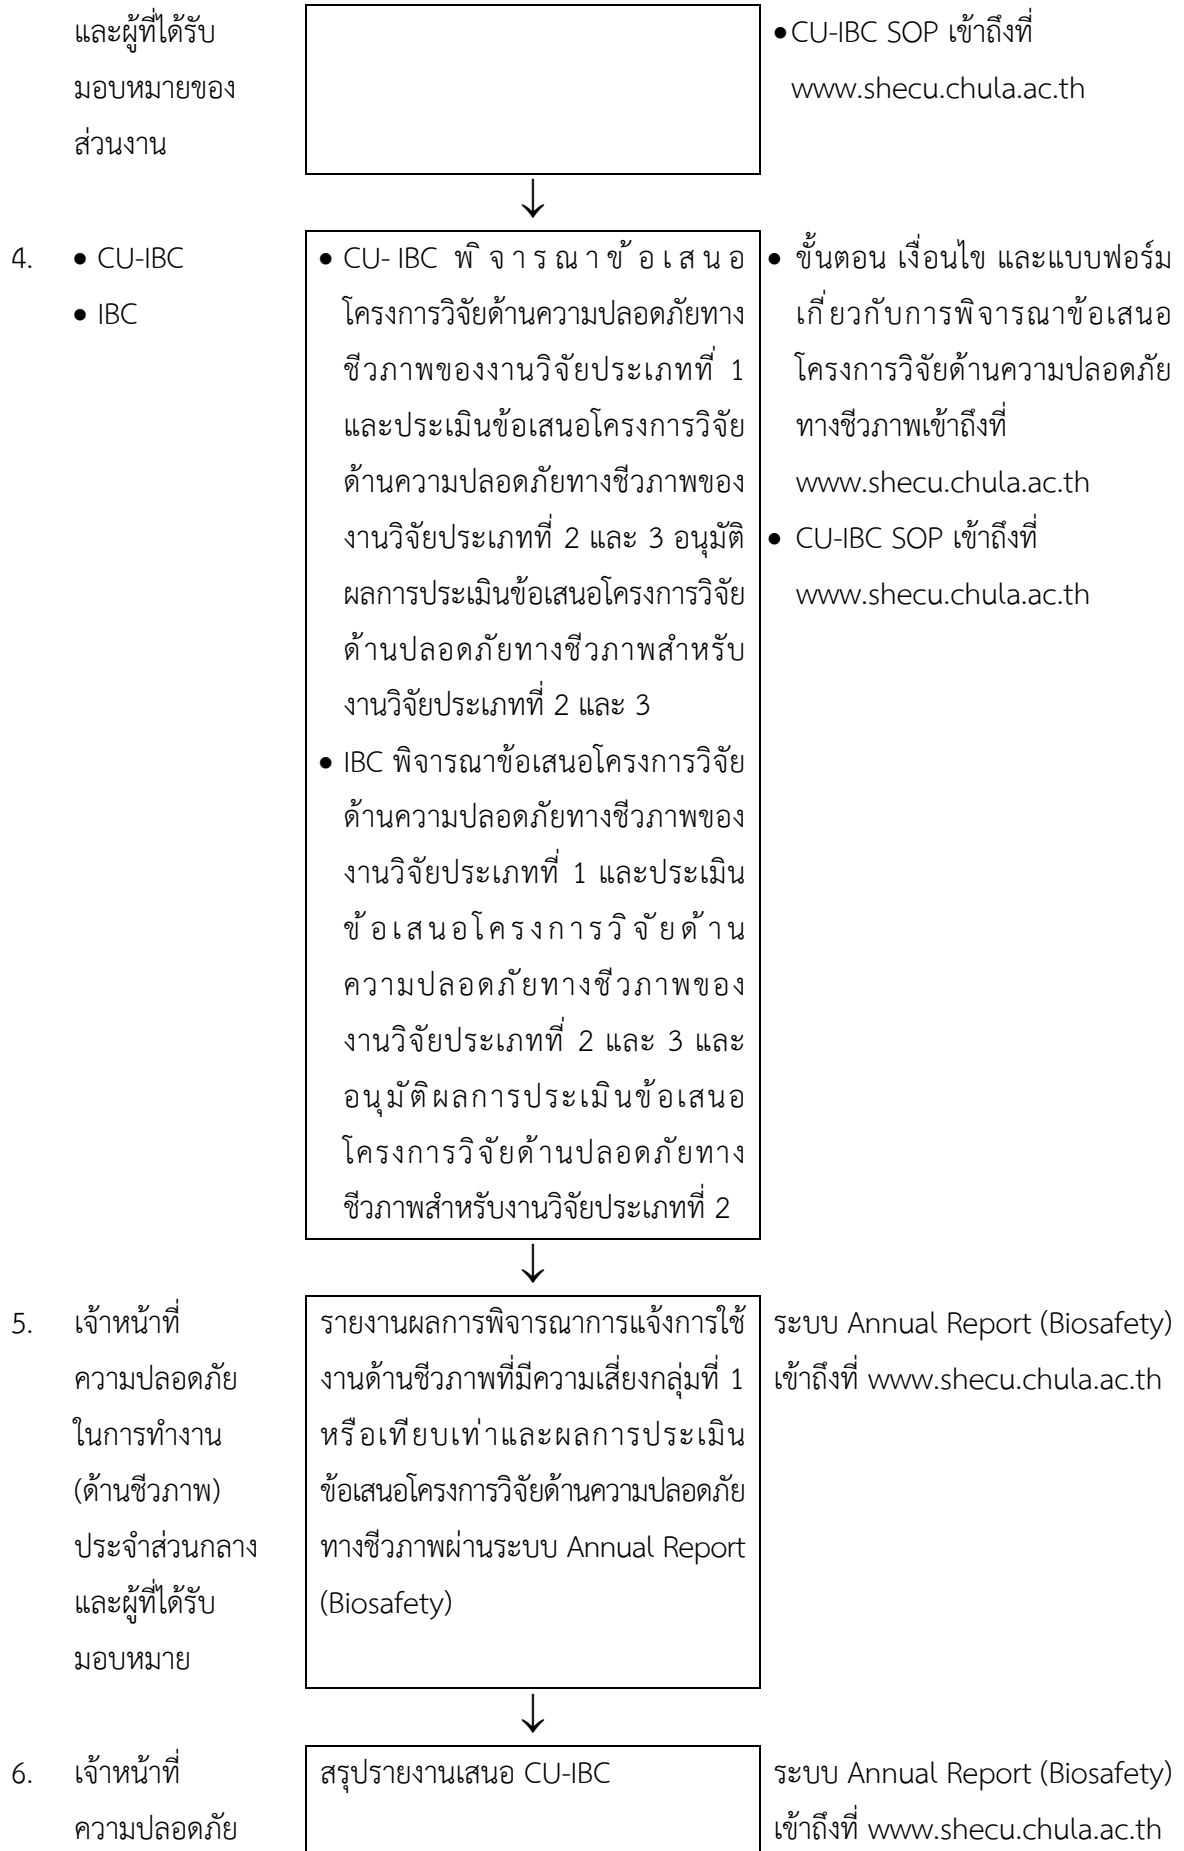 และผู้ที่ได้รับ
มอบหมายของ
ส่วนงาน
•CU-IBC SOP เข้าถึงที่
www.shecu.chula.ac.th
↓
4.
• CU-IBC
• IBC
• CU- IBC พิจารณาข้อเสนอ
โครงการวิจัยด้านความปลอดภัยทาง
ชีวภาพของงานวิจัยประเภทที่ 1
และประเมินข้อเสนอโครงการวิจัย
ด้านความปลอดภัยทางชีวภาพของ
งานวิจัยประเภทที่ 2 และ 3 อนุมัติ
ผลการประเมินข้อเสนอโครงการวิจัย
ด้านปลอดภัยทางชีวภาพสำหรับ
งานวิจัยประเภทที่ 2 และ 3
• IBC พิจารณาข้อเสนอโครงการวิจัย
ด้านความปลอดภัยทางชีวภาพของ
งานวิจัยประเภทที่ 1 และประเมิน
ข้อเสนอโครงการวิจัยด้าน
ความปลอดภัยทางชีวภาพของ
งานวิจัยประเภทที่ 2 และ 3 และ
อนุมัติผลการประเมินข้อเสนอ
โครงการวิจัยด้านปลอดภัยทาง
ชีวภาพสำหรับงานวิจัยประเภทที่ 2
• ขั้นตอน เงื่อนไข และแบบฟอร์ม
เกี่ยวกับการพิจารณาข้อเสนอ
โครงการวิจัยด้านความปลอดภัย
ทางชีวภาพเข้าถึงที่
www.shecu.chula.ac.th
• CU-IBC SOP เข้าถึงที่
www.shecu.chula.ac.th
↓
5.
เจ้าหน้าที่
ความปลอดภัย
ในการทำงาน
(ด้านชีวภาพ)
ประจำส่วนกลาง
และผู้ที่ได้รับ
มอบหมาย
รายงานผลการพิจารณาการแจ้งการใช้
งานด้านชีวภาพที่มีความเสี่ยงกลุ่มที่ 1
หรือเทียบเท่าและผลการประเมิน
ข้อเสนอโครงการวิจัยด้านความปลอดภัย
ทางชีวภาพผ่านระบบ Annual Report
(Biosafety)
ระบบ Annual Report (Biosafety)
เข้าถึงที่ www.shecu.chula.ac.th
↓
6.
เจ้าหน้าที่
ความปลอดภัย
สรุปรายงานเสนอ CU-IBC
ระบบ Annual Report (Biosafety)
เข้าถึงที่ www.shecu.chula.ac.th